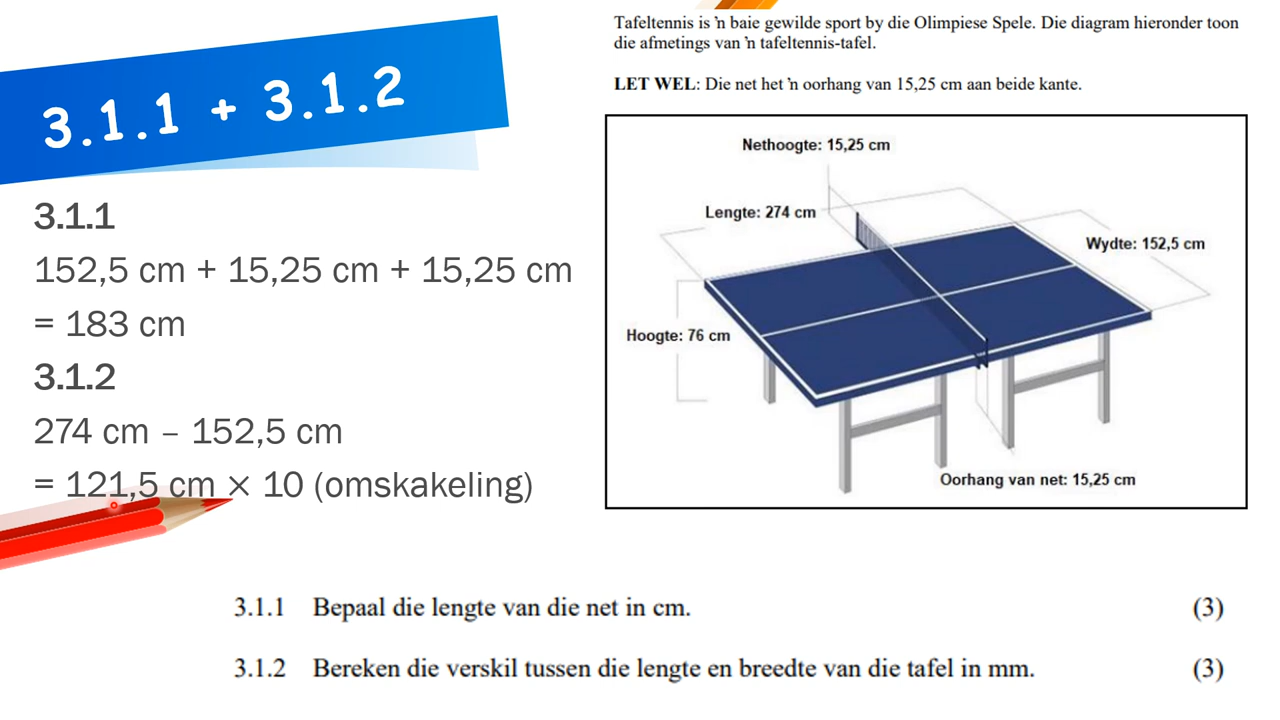 3.1.1 + 3.1.2
3.1.1
152,5 cm + 15,25 cm + 15,25 cm
= 183 cm
3.1.2
274 cm – 152,5 cm
= 121,5 cm × 10 (omskakeling)
Tafeltennis is 'n baie gewilde sport by die Olimpiese Spele. Die diagram hieronder toon
die afmetings van 'n tafeltennis-tafel.
LET WEL: Die net het 'n oorhang van 15,25 cm aan beide kante.
Nethoogte: 15,25 cm
Lengte: 274 cm
Wydte: 152,5 cm
Hoogte: 76 cm
Oorhang van net: 15,25 cm
3.1.1 Bepaal die lengte van die net in cm. (3)
3.1.2 Bereken die verskil tussen die lengte en breedte van die tafel in mm. (3)